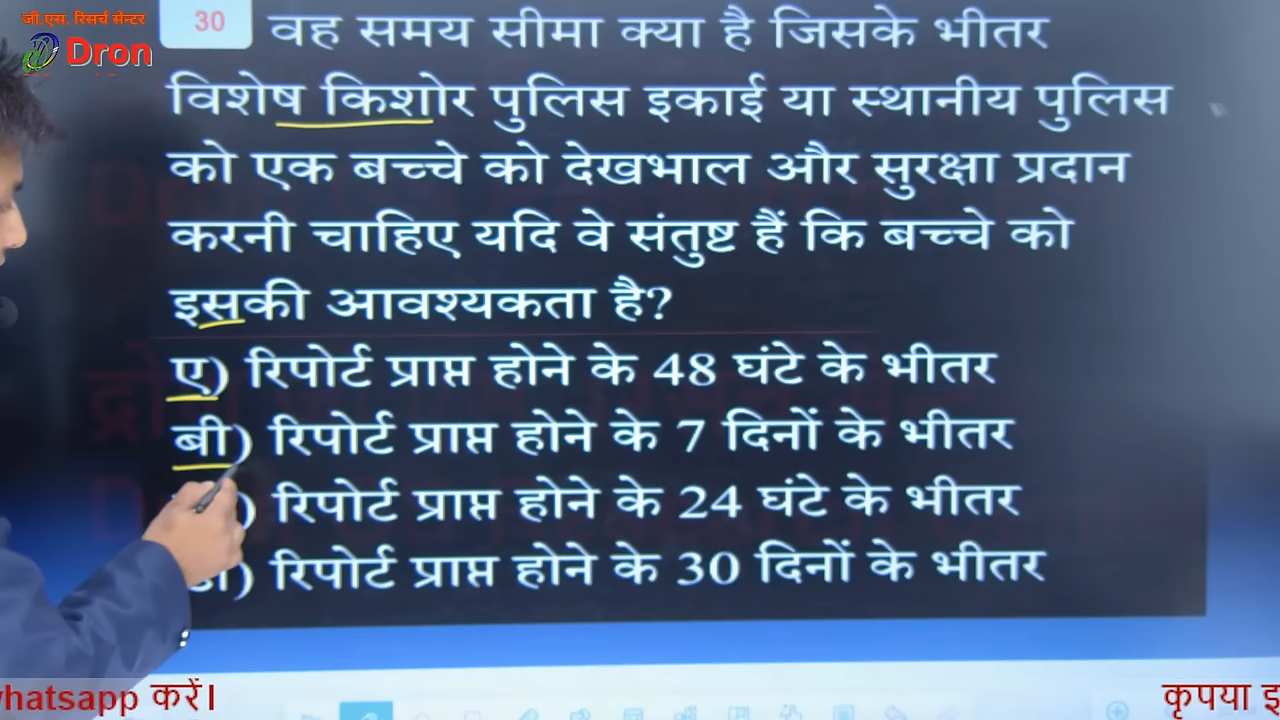 जी.एस. रिसर्च सेन्टर
Dron
30 वह समय सीमा क्या है जिसके भीतर
विशेष किशोर पुलिस इकाई या स्थानीय पुलिस
को एक बच्चे को देखभाल और सुरक्षा प्रदान
करनी चाहिए यदि वे संतुष्ट हैं कि बच्चे को
इसकी आवश्यकता है?
ए) रिपोर्ट प्राप्त होने के 48 घंटे के भीतर
बी) रिपोर्ट प्राप्त होने के 7 दिनों के भीतर
) रिपोर्ट प्राप्त होने के 24 घंटे के भीतर
) रिपोर्ट प्राप्त होने के 30 दिनों के भीतर
hatsapp करें। कृपया